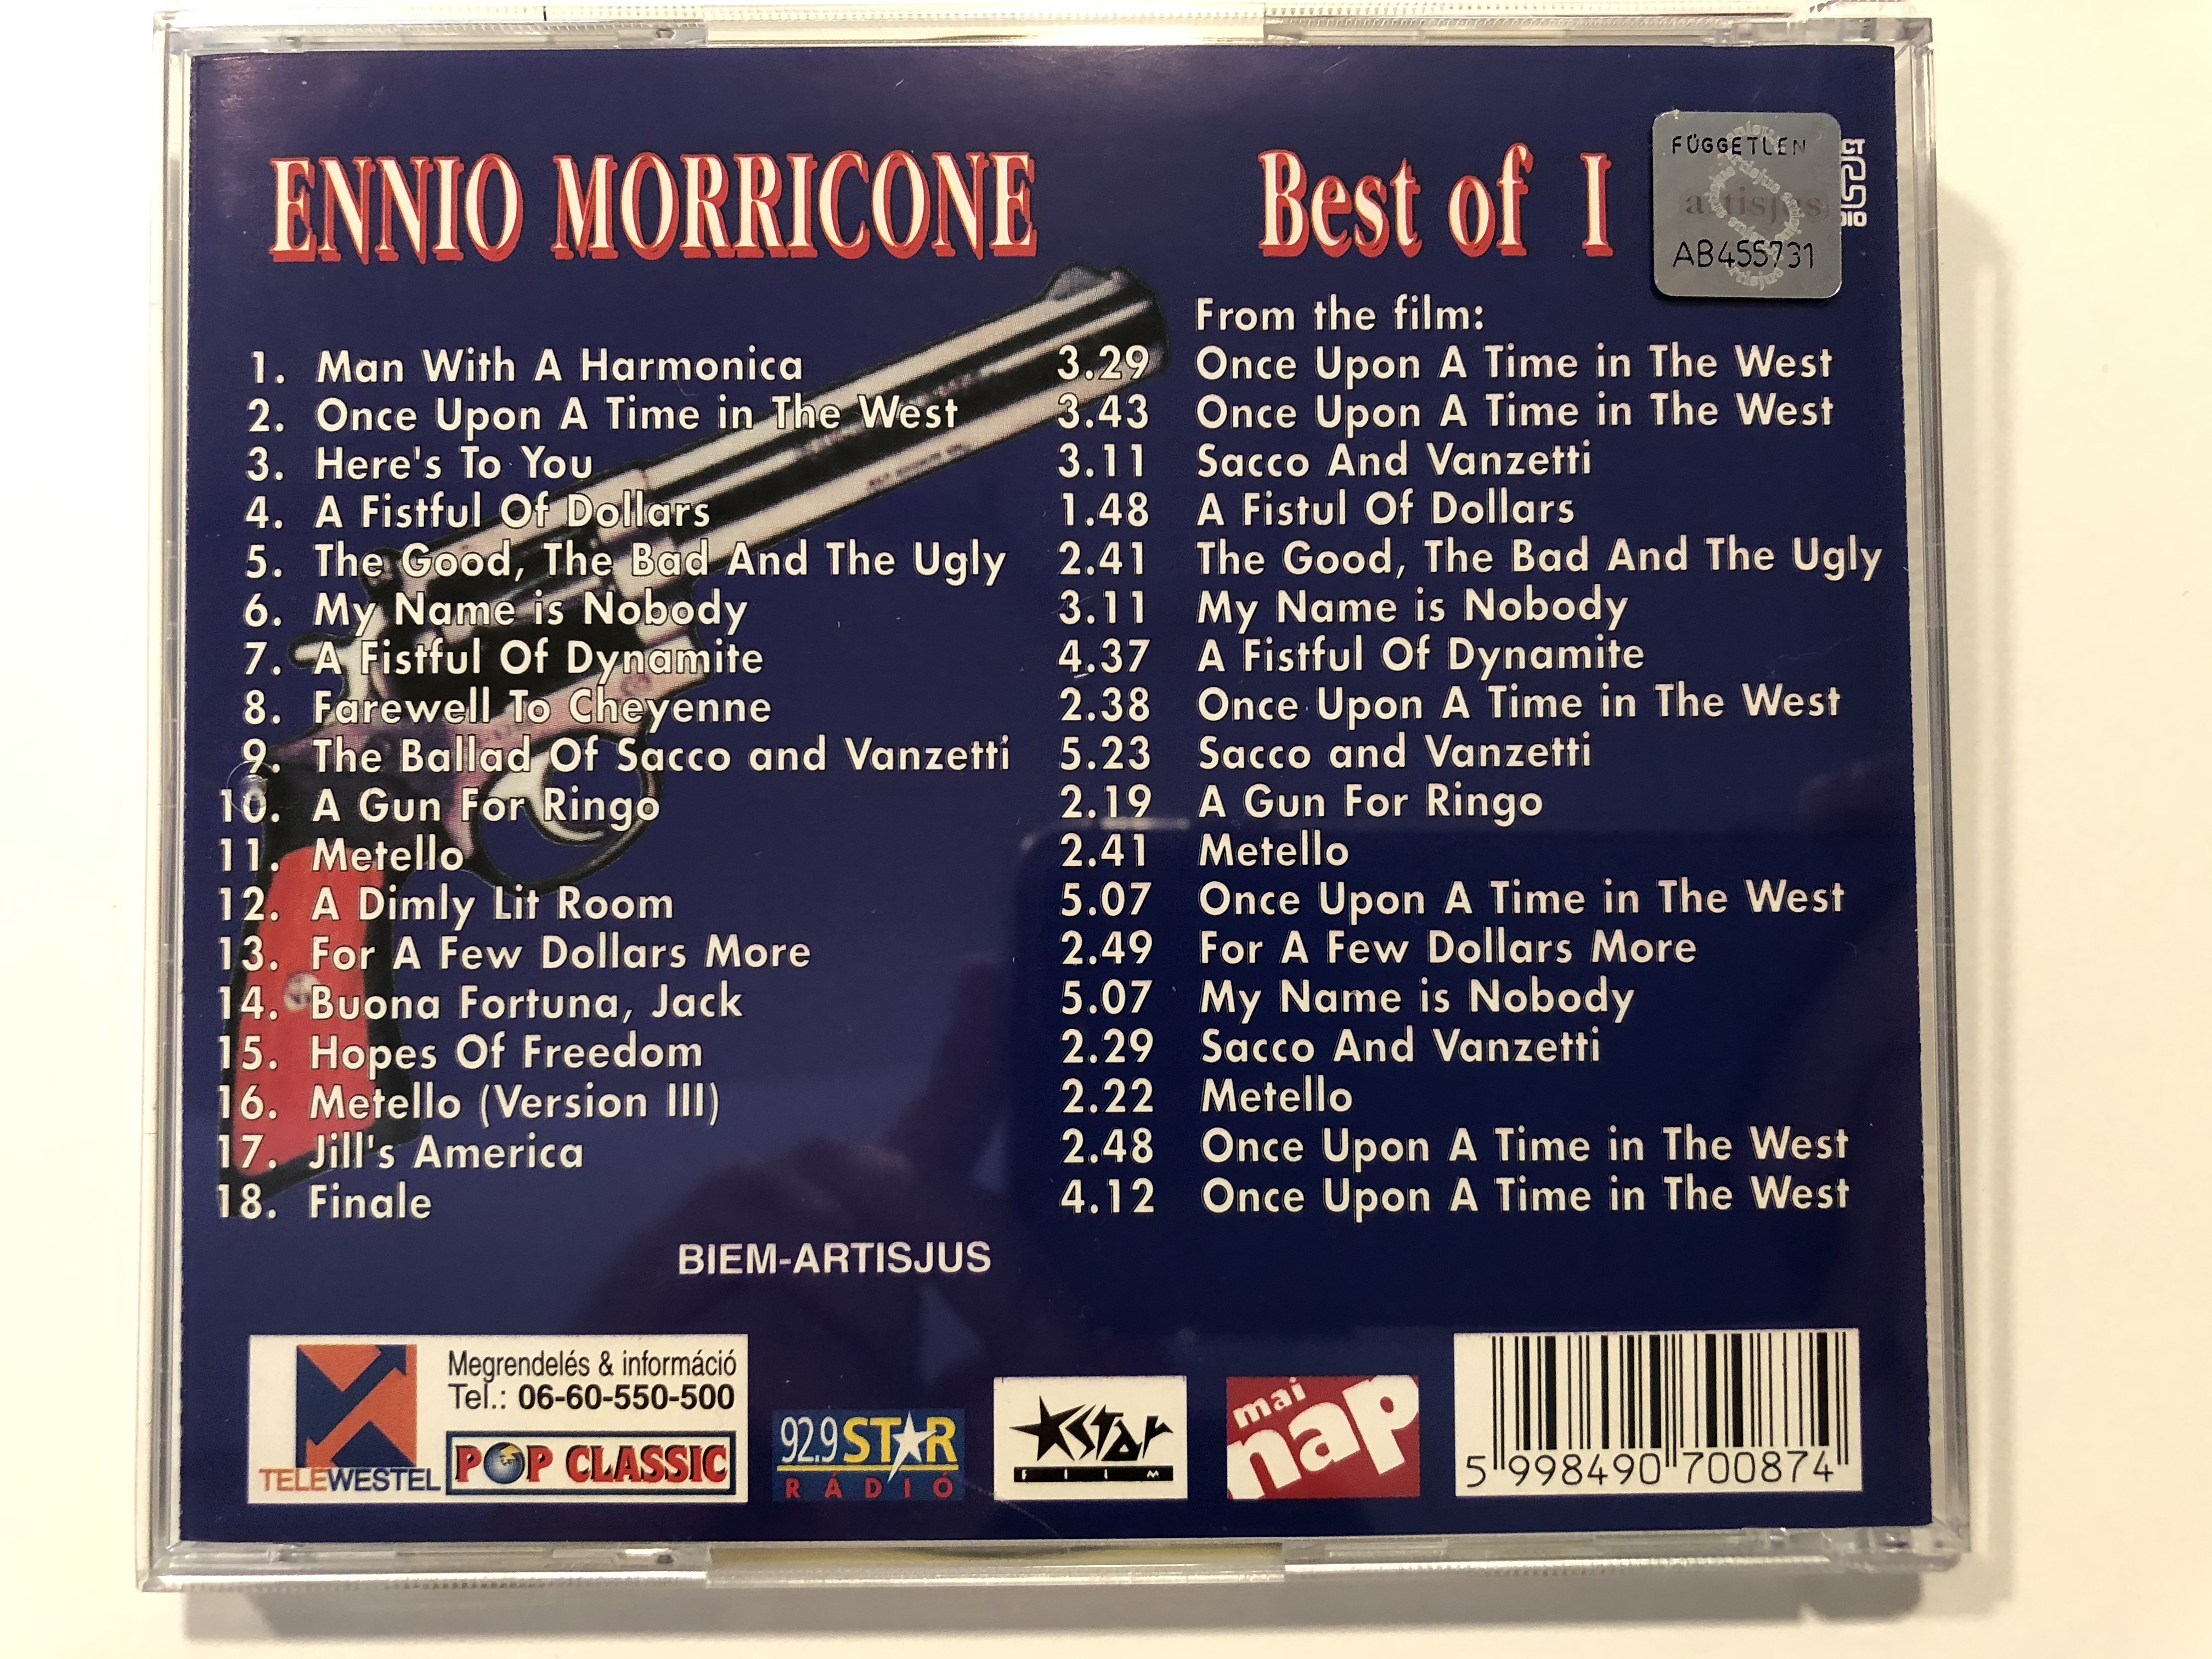 ENNIO MORRICONE Best of I
FÜGGETLEN
artisjus
AB455731
From the film:
1. Man With A Harmonica 3.29 Once Upon A Time in The West
2. Once Upon A Time in The West 3.43 Once Upon A Time in The West
3. Here's To You 3.11 Sacco And Vanzetti
4. A Fistful Of Dollars 1.48 A Fistul Of Dollars
5. The Good, The Bad And The Ugly 2.41 The Good, The Bad And The Ugly
6. My Name is Nobody 3.11 My Name is Nobody
7. A Fistful Of Dynamite 4.37 A Fistful Of Dynamite
8. Farewell To Cheyenne 2.38 Once Upon A Time in The West
9. The Ballad Of Sacco and Vanzetti 5.23 Sacco and Vanzetti
10. A Gun For Ringo 2.19 A Gun For Ringo
11. Metello 2.41 Metello
12. A Dimly Lit Room 5.07 Once Upon A Time in The West
13. For A Few Dollars More 2.49 For A Few Dollars More
14. Buona Fortuna, Jack 5.07 My Name is Nobody
15. Hopes Of Freedom 2.29 Sacco And Vanzetti
16. Metello (Version III) 2.22 Metello
17. Jill's America 2.48 Once Upon A Time in The West
18. Finale 4.12 Once Upon A Time in The West
BIEM-ARTISJUS
Megrendelés & információ
Tel.: 06-60-550-500
TELEWESTEL
POP CLASSIC
92.9 STAR
RÁDIÓ
Star
FILM
mai
nap
5 998490 700874